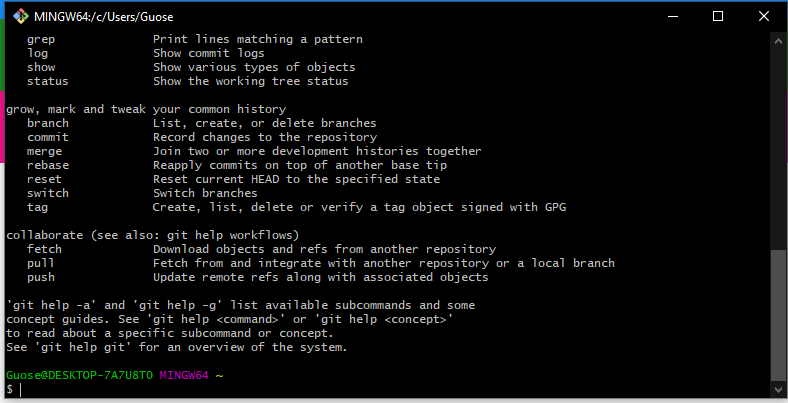 MINGW64:/c/Users/Guose
grep Print lines matching a pattern
log Show commit logs
show Show various types of objects
status Show the working tree status
grow, mark and tweak your common history
branch List, create, or delete branches
commit Record changes to the repository
merge Join two or more development histories together
rebase Reapply commits on top of another base tip
reset Reset current HEAD to the specified state
switch Switch branches
tag Create, list, delete or verify a tag object signed with GPG
collaborate (see also: git help workflows)
fetch Download objects and refs from another repository
pull Fetch from and integrate with another repository or a local branch
push Update remote refs along with associated objects
'git help -a' and 'git help -g' list available subcommands and some
concept guides. See 'git help <command>' or 'git help <concept>'
to read about a specific subcommand or concept.
See 'git help git' for an overview of the system.
Guose@DESKTOP-7A7U8TO MINGW64 ~
$